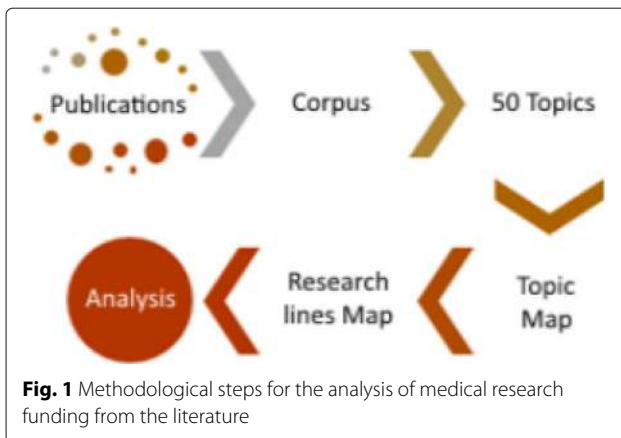 Publications
Corpus
50 Topics
Topic
Map
Research
lines Map
Analysis
Fig. 1 Methodological steps for the analysis of medical research
funding from the literature